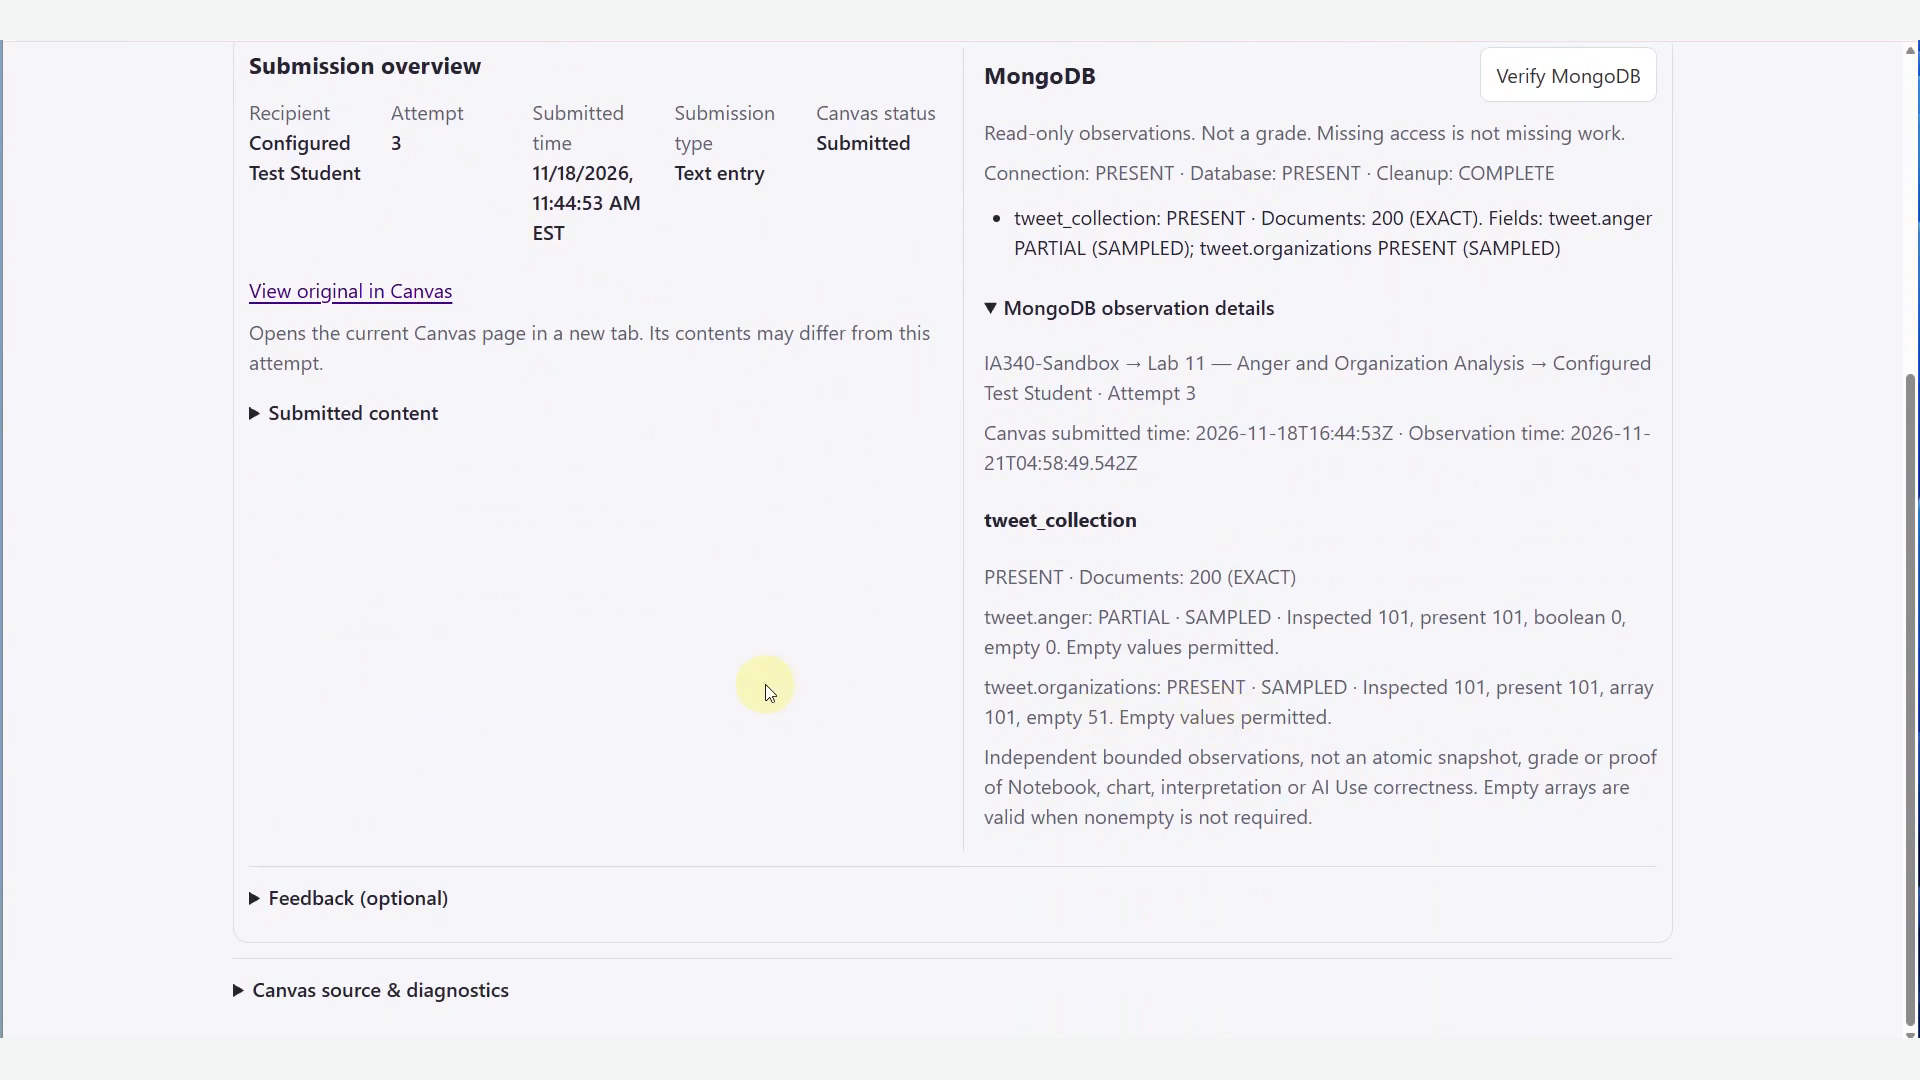 Submission overview
Recipient
Configured
Test Student
Attempt
3
Submitted
time
11/18/2026,
11:44:53 AM
EST
Submission
type
Text entry
Canvas status
Submitted
View original in Canvas
Opens the current Canvas page in a new tab. Its contents may differ from this
attempt.
Submitted content
MongoDB
Verify MongoDB
Read-only observations. Not a grade. Missing access is not missing work.
Connection: PRESENT · Database: PRESENT · Cleanup: COMPLETE
• tweet_collection: PRESENT · Documents: 200 (EXACT). Fields: tweet.anger
PARTIAL (SAMPLED); tweet.organizations PRESENT (SAMPLED)
MongoDB observation details
IA340-Sandbox → Lab 11 — Anger and Organization Analysis → Configured
Test Student · Attempt 3
Canvas submitted time: 2026-11-18T16:44:53Z · Observation time: 2026-11-
21T04:58:49.542Z
tweet_collection
PRESENT · Documents: 200 (EXACT)
tweet.anger: PARTIAL · SAMPLED · Inspected 101, present 101, boolean 0,
empty 0. Empty values permitted.
tweet.organizations: PRESENT · SAMPLED · Inspected 101, present 101, array
101, empty 51. Empty values permitted.
Independent bounded observations, not an atomic snapshot, grade or proof
of Notebook, chart, interpretation or AI Use correctness. Empty arrays are
valid when nonempty is not required.
Feedback (optional)
Canvas source & diagnostics